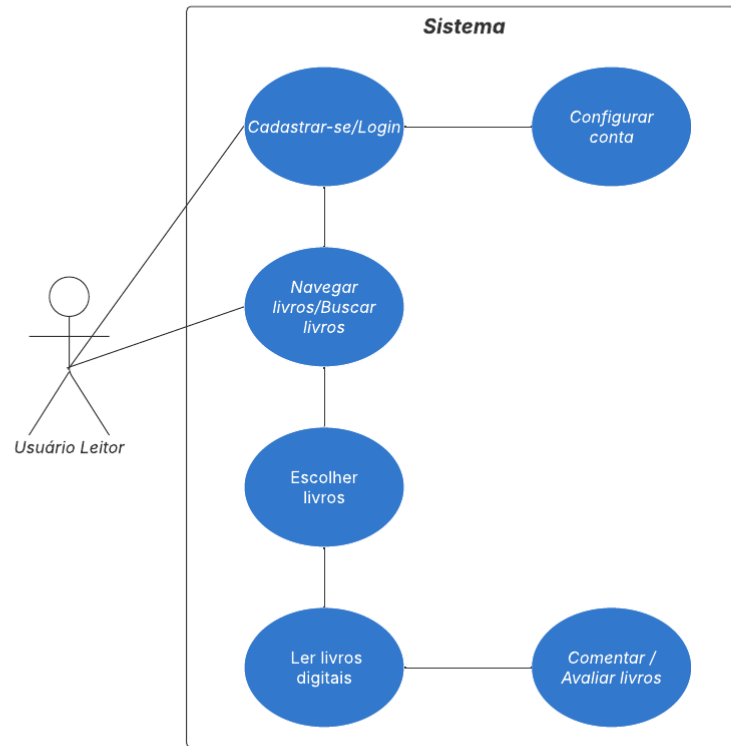 Sistema
Cadastrar-se/Login
Configurar
conta
Navegar
livros/Buscar
livros
Usuário Leitor
Escolher
livros
Ler livros
digitais
Comentar /
Avaliar livros